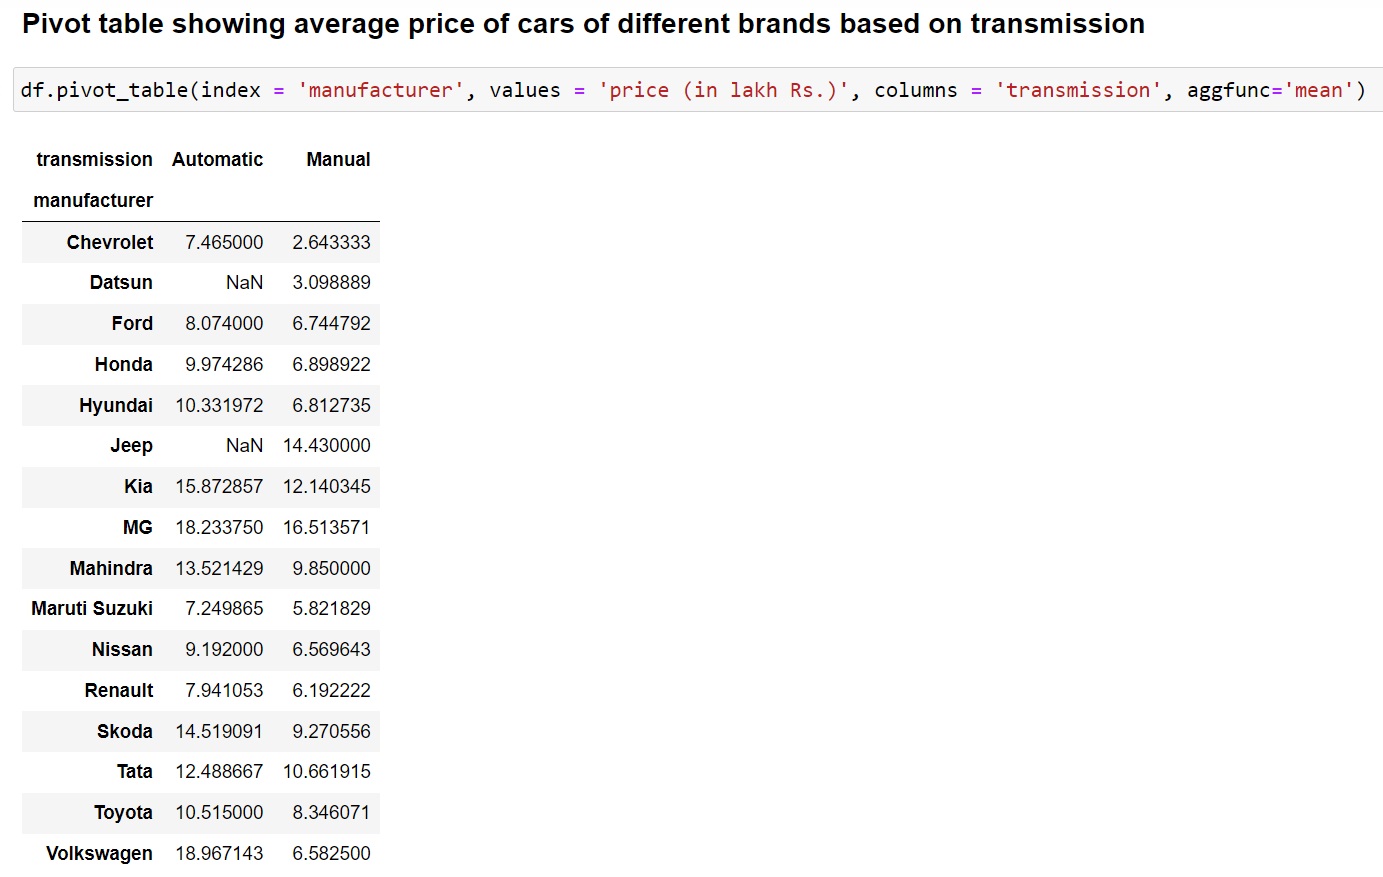 Pivot table showing average price of cars of different brands based on transmission
df.pivot_table(index = 'manufacturer', values = 'price (in lakh Rs.)', columns = 'transmission', aggfunc='mean')
transmission Automatic Manual
manufacturer
Chevrolet 7.465000 2.643333
Datsun NaN 3.098889
Ford 8.074000 6.744792
Honda 9.974286 6.898922
Hyundai 10.331972 6.812735
Jeep NaN 14.430000
Kia 15.872857 12.140345
MG 18.233750 16.513571
Mahindra 13.521429 9.850000
Maruti Suzuki 7.249865 5.821829
Nissan 9.192000 6.569643
Renault 7.941053 6.192222
Skoda 14.519091 9.270556
Tata 12.488667 10.661915
Toyota 10.515000 8.346071
Volkswagen 18.967143 6.582500